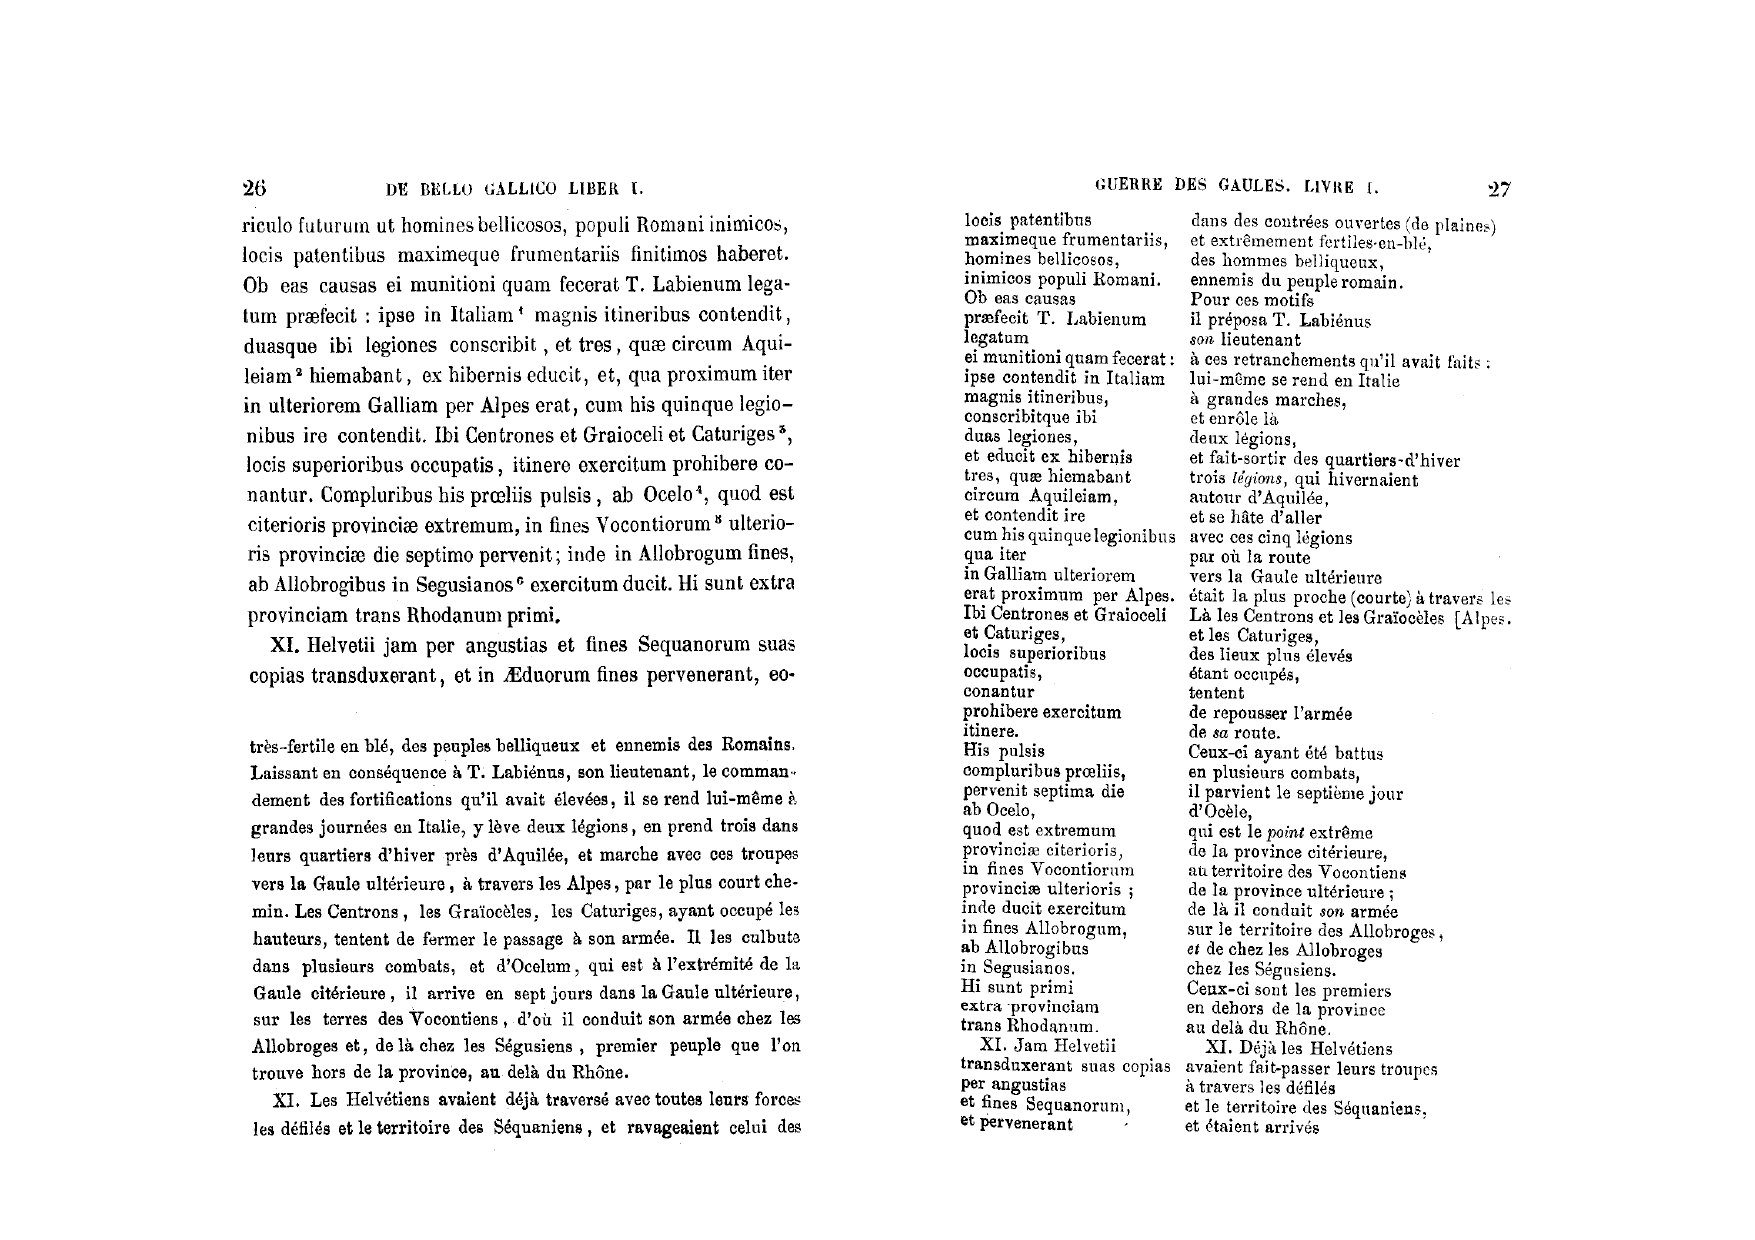 26 DE BELLO GALLICO LIBER I.
riculo futurum ut homines bellicosos, populi Romani inimicos,
locis patentibus maximeque frumentariis finitimos haberet.
Ob eas causas ei munitioni quam fecerat T. Labienum lega-
tum præfecit : ipse in Italiam¹ magnis itineribus contendit,
duasque ibi legiones conscribit, et tres, quæ circum Aqui-
leiam² hiemabant, ex hibernis educit, et, qua proximum iter
in ulteriorem Galliam per Alpes erat, cum his quinque legio-
nibus ire contendit. Ibi Centrones et Graioceli et Caturiges³,
locis superioribus occupatis, itinere exercitum prohibere co-
nantur. Compluribus his prœliis pulsis, ab Ocelo⁴, quod est
citerioris provinciæ extremum, in fines Vocontiorum⁵ ulterio-
ris provinciæ die septimo pervenit; inde in Allobrogum fines,
ab Allobrogibus in Segusianos⁶ exercitum ducit. Hi sunt extra
provinciam trans Rhodanum primi.
XI. Helvetii jam per angustias et fines Sequanorum suas
copias transduxerant, et in Æduorum fines pervenerant, eo-
très-fertile en blé, des peuples belliqueux et ennemis des Romains.
Laissant en conséquence à T. Labiénus, son lieutenant, le comman-
dement des fortifications qu'il avait élevées, il se rend lui-même à
grandes journées en Italie, y lève deux légions, en prend trois dans
leurs quartiers d'hiver près d'Aquilée, et marche avec ces troupes
vers la Gaule ultérieure, à travers les Alpes, par le plus court che-
min. Les Centrons, les Graïocèles, les Caturiges, ayant occupé les
hauteurs, tentent de fermer le passage à son armée. Il les culbute
dans plusieurs combats, et d'Ocelum, qui est à l'extrémité de la
Gaule citérieure, il arrive en sept jours dans la Gaule ultérieure,
sur les terres des Vocontiens, d'où il conduit son armée chez les
Allobroges et, de là chez les Ségusiens, premier peuple que l'on
trouve hors de la province, au delà du Rhône.
XI. Les Helvétiens avaient déjà traversé avec toutes leurs forces
les défilés et le territoire des Séquaniens, et ravageaient celui des
GUERRE DES GAULES. LIVRE I. 27
locis patentibus dans des contrées ouvertes (de plaines)
maximeque frumentariis, et extrêmement fertiles-en-blé,
homines bellicosos, des hommes belliqueux,
inimicos populi Romani. ennemis du peuple romain.
Ob eas causas Pour ces motifs
præfecit T. Labienum il préposa T. Labiénus
legatum son lieutenant
ei munitioni quam fecerat : à ces retranchements qu'il avait faits :
ipse contendit in Italiam lui-même se rend en Italie
magnis itineribus, à grandes marches,
conscribitque ibi et enrôle là
duas legiones, deux légions,
et educit ex hibernis et fait-sortir des quartiers-d'hiver
tres, quæ hiemabant trois légions, qui hivernaient
circum Aquileiam, autour d'Aquilée,
et contendit ire et se hâte d'aller
cum his quinque legionibus avec ces cinq légions
qua iter par où la route
in Galliam ulteriorem vers la Gaule ultérieure
erat proximum per Alpes. était la plus proche (courte) à travers les
Ibi Centrones et Graioceli Là les Centrons et les Graïocèles [Alpes.
et Caturiges, et les Caturiges,
locis superioribus des lieux plus élevés
occupatis, étant occupés,
conantur tentent
prohibere exercitum de repousser l'armée
itinere. de sa route.
His pulsis Ceux-ci ayant été battus
compluribus prœliis, en plusieurs combats,
pervenit septima die il parvient le septième jour
ab Ocelo, d'Ocèle,
quod est extremum qui est le point extrême
provinciæ citerioris, de la province citérieure,
in fines Vocontiorum au territoire des Vocontiens
provinciæ ulterioris ; de la province ultérieure ;
inde ducit exercitum de là il conduit son armée
in fines Allobrogum, sur le territoire des Allobroges,
ab Allobrogibus et de chez les Allobroges
in Segusianos. chez les Ségusiens.
Hi sunt primi Ceux-ci sont les premiers
extra provinciam en dehors de la province
trans Rhodanum. au delà du Rhône.
XI. Jam Helvetii XI. Déjà les Helvétiens
transduxerant suas copias avaient fait-passer leurs troupes
per angustias à travers les défilés
et fines Sequanorum, et le territoire des Séquaniens,
et pervenerant et étaient arrivés